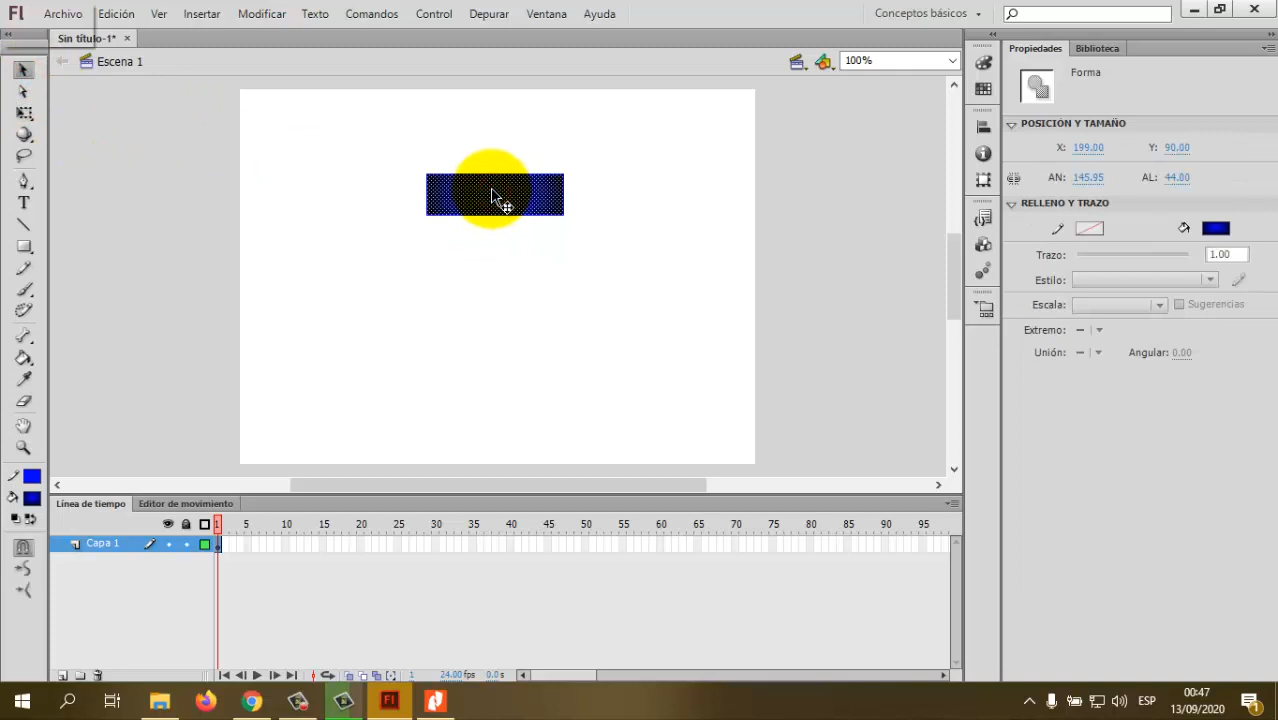 Fl Archivo Edición Ver Insertar Modificar Texto Comandos Control Depurar Ventana Ayuda Conceptos básicos
Sin título-1* ×
Escena 1 100%
Propiedades Biblioteca
Forma
POSICIÓN Y TAMAÑO
X: 199.00 Y: 90.00
AN: 145.95 AL: 44.00
RELLENO Y TRAZO
Trazo: 1.00
Estilo:
Escala: Sugerencias
Extremo:
Unión: Angular: 0.00
Línea de tiempo Editor de movimiento
1 5 10 15 20 25 30 35 40 45 50 55 60 65 70 75 80 85 90 95
Capa 1
1 24.00 fps 0.0 s
Fl ESP 00:47
13/09/2020
1